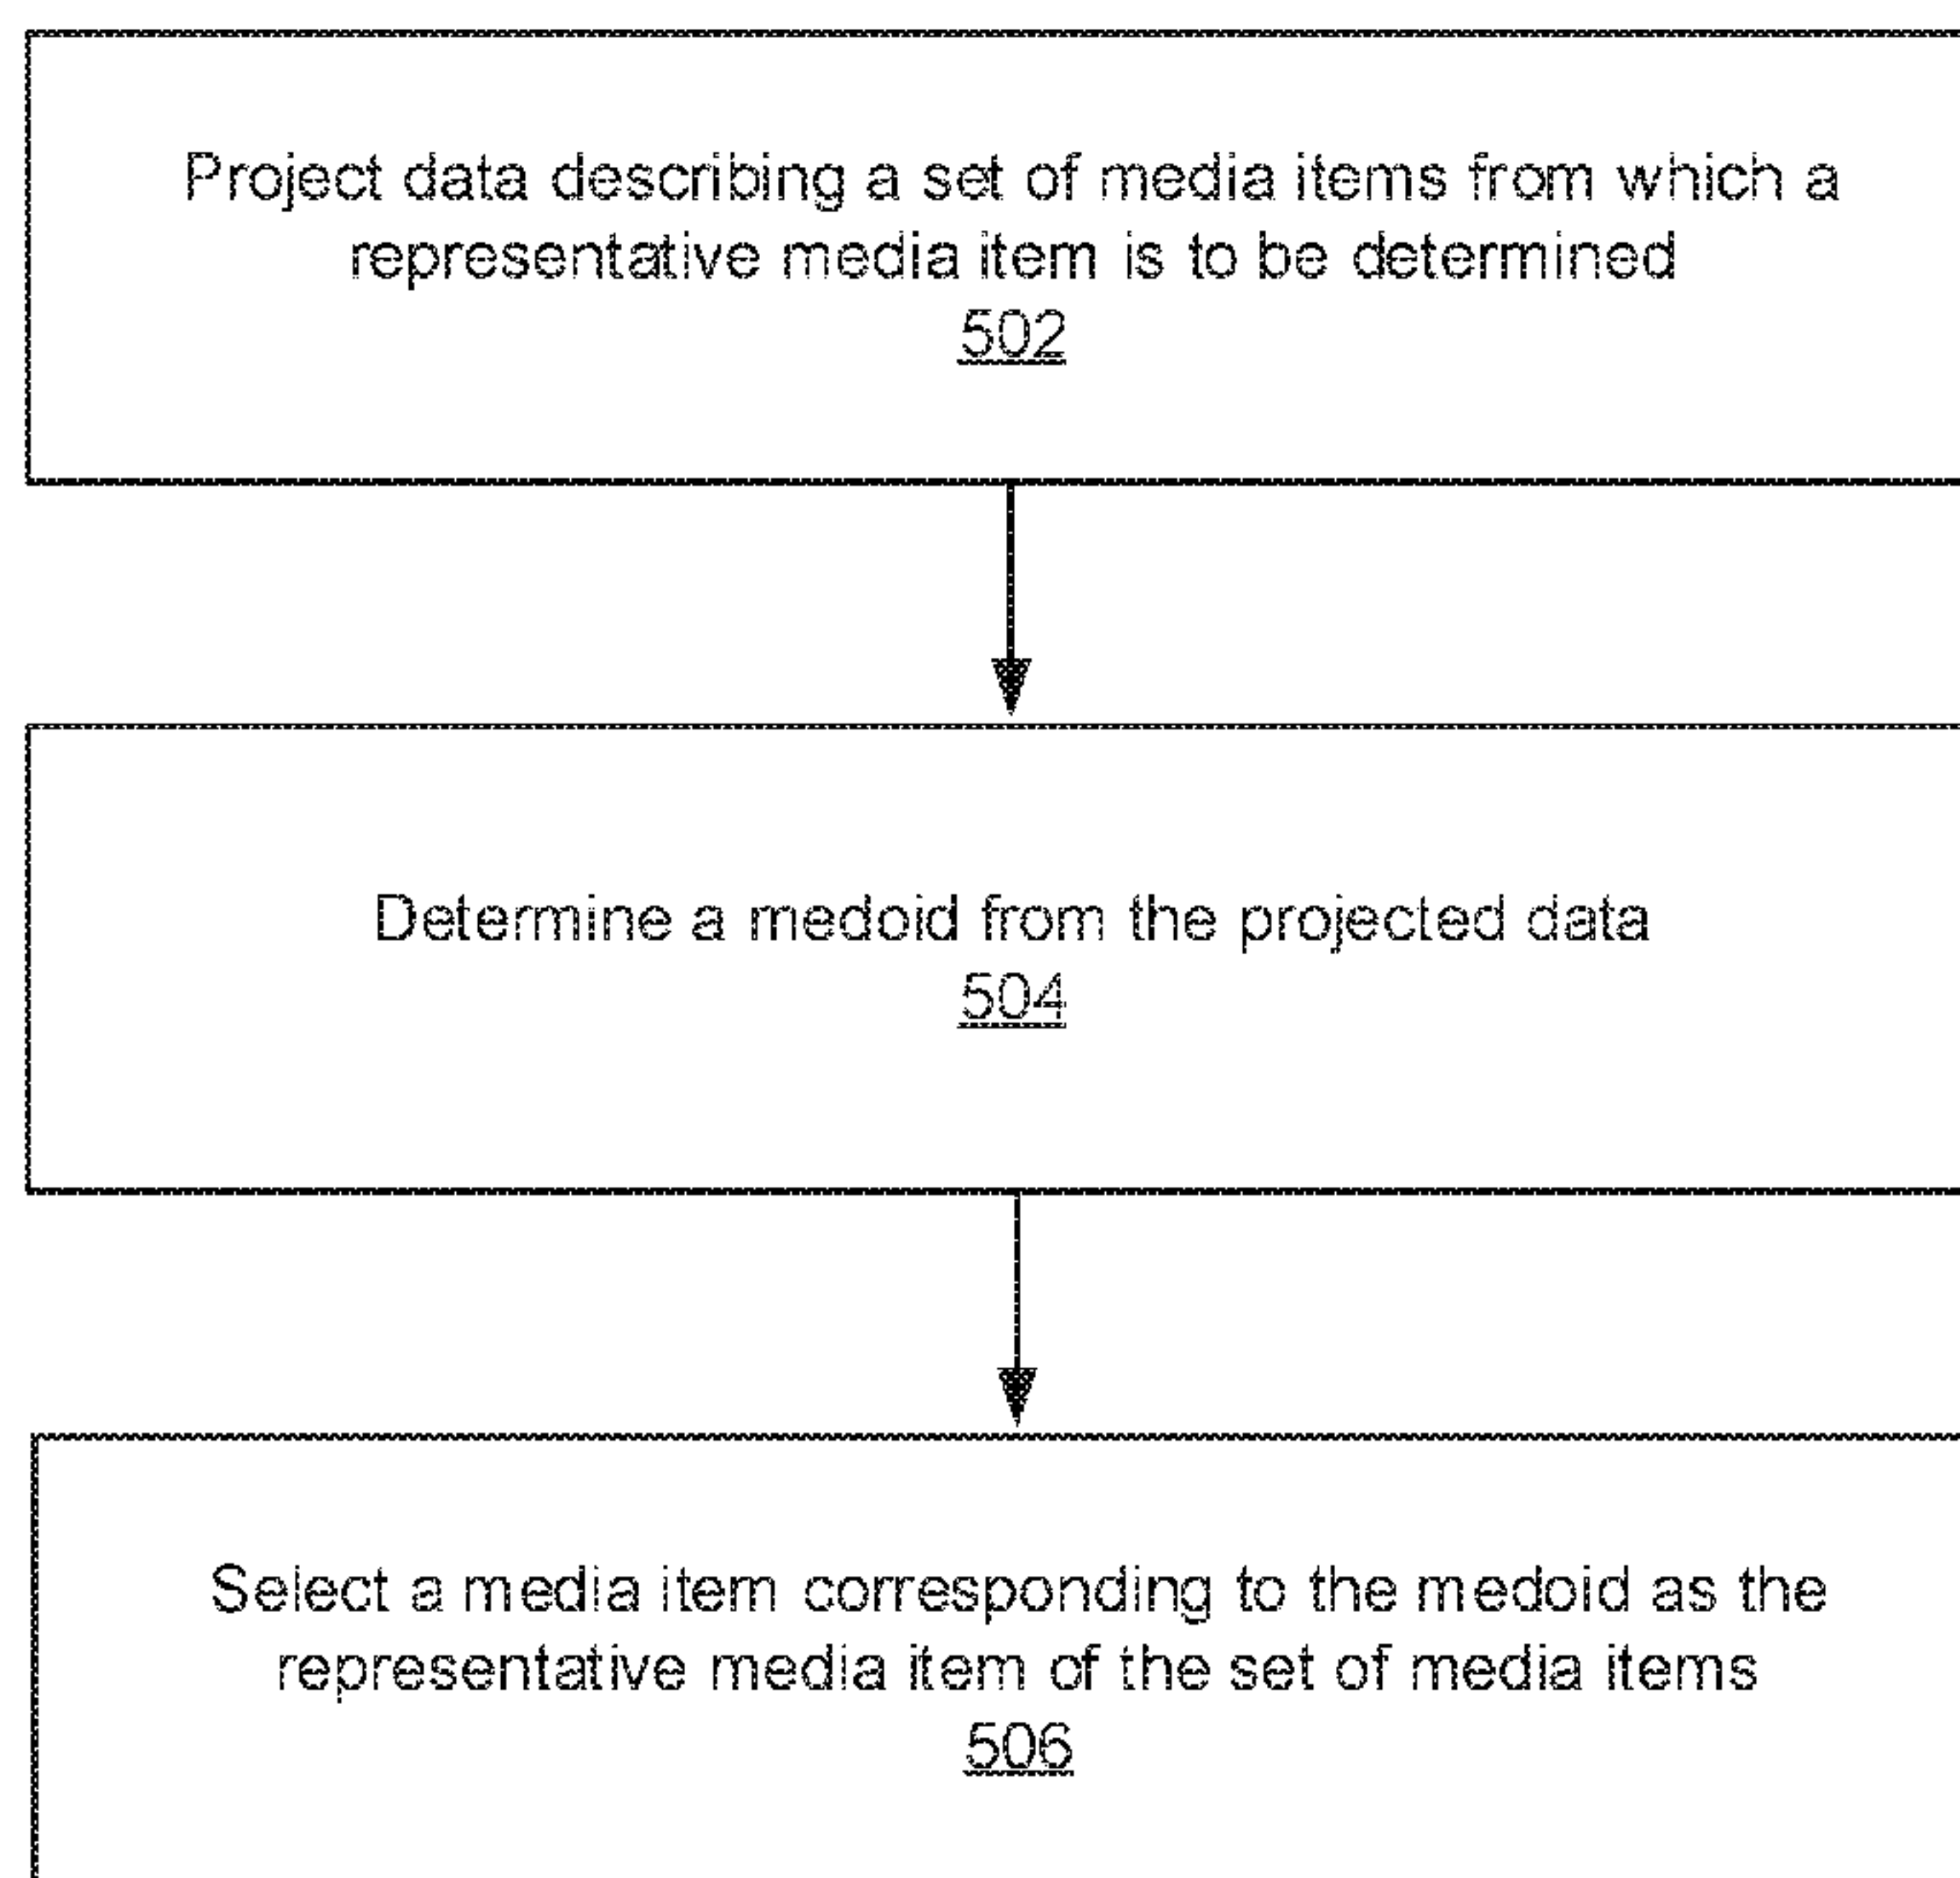 Project data describing a set of media items from which a
representative media item is to be determined
502
Determine a medoid from the projected data
504
Select a media item corresponding to the medoid as the
representative media item of the set of media items
506